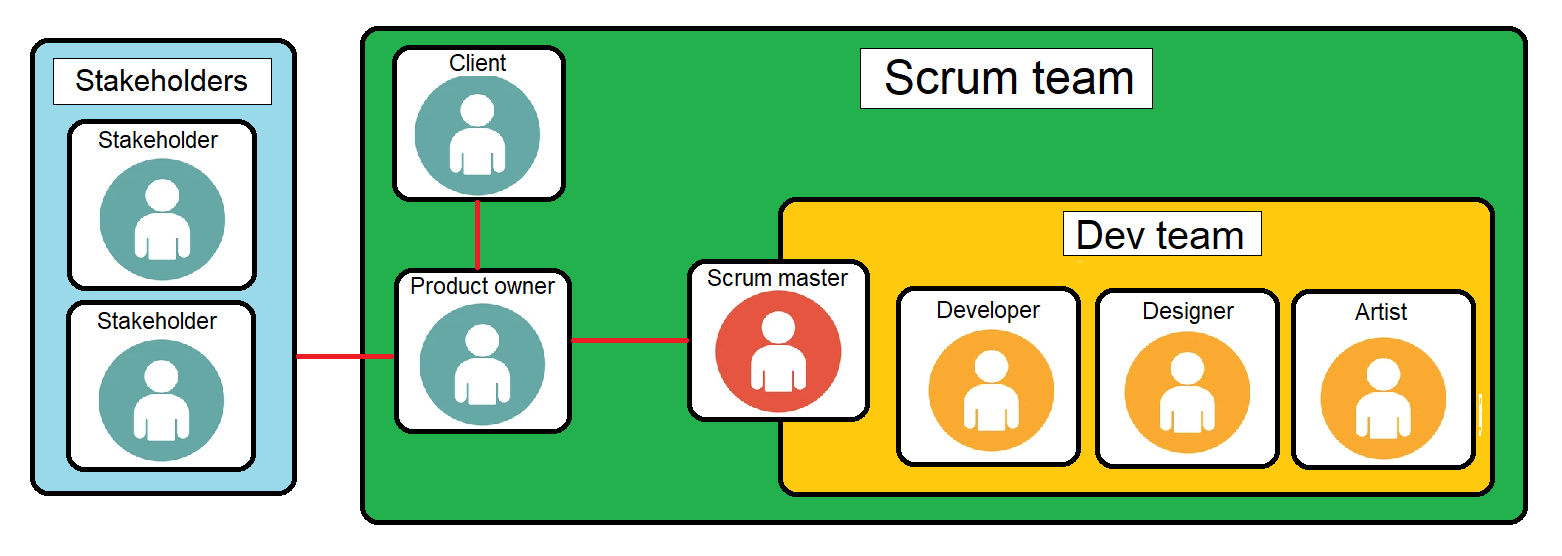 Stakeholders
Stakeholder
Stakeholder
Client
Product owner
Scrum team
Scrum master
Dev team
Developer
Designer
Artist